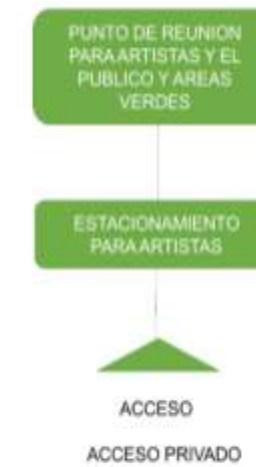 PUNTO DE REUNION
PARA ARTISTAS Y EL
PUBLICO Y AREAS
VERDES
ESTACIONAMIENTO
PARA ARTISTAS
ACCESO
ACCESO PRIVADO